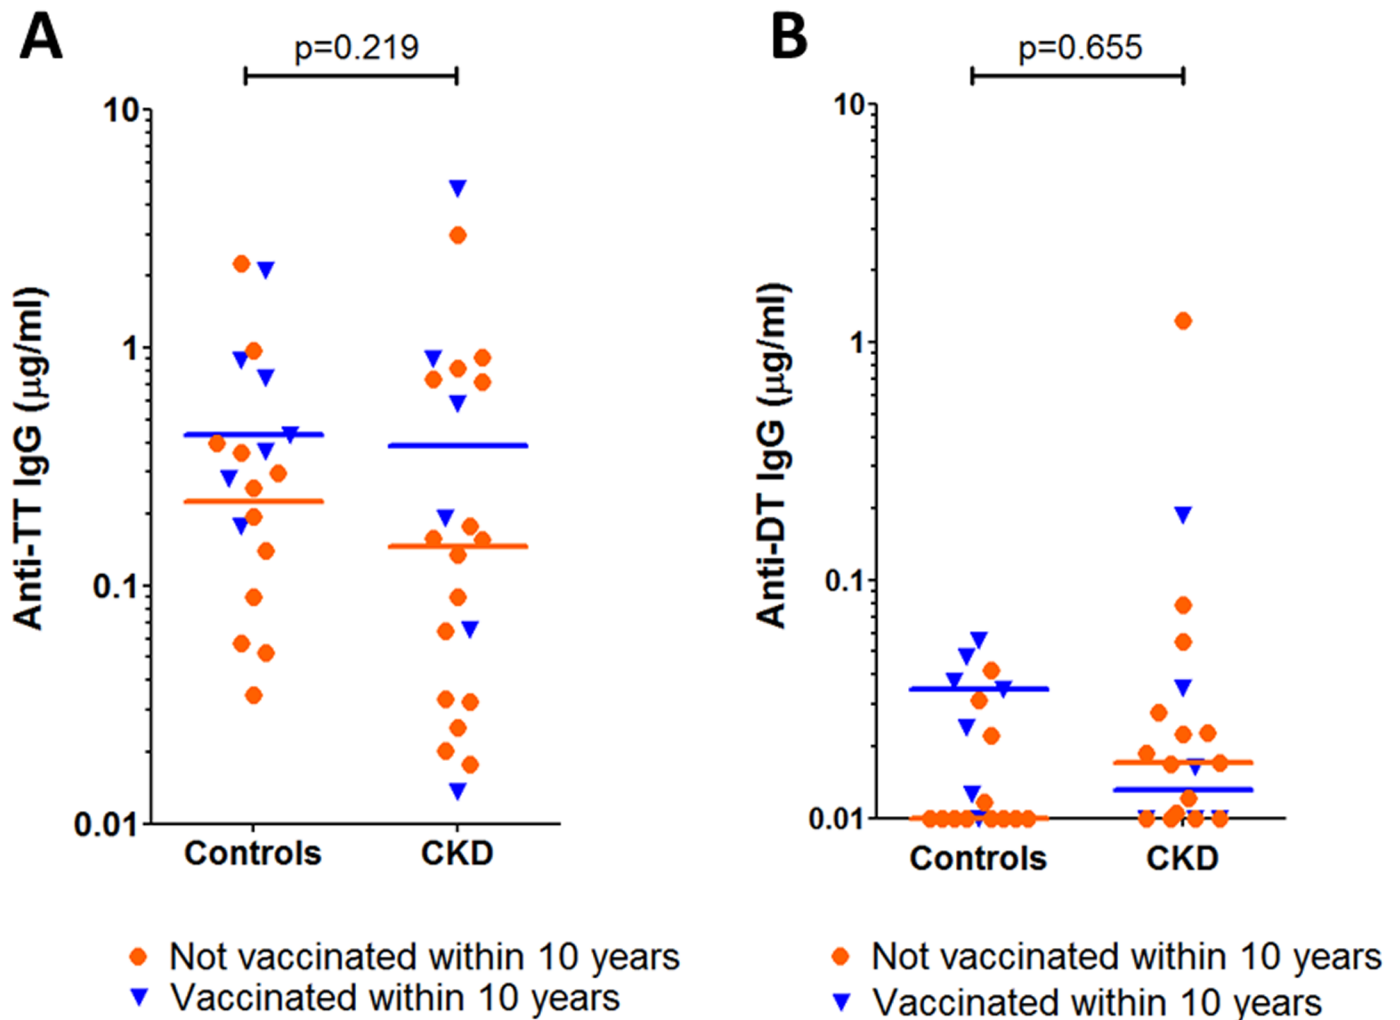 A
B
p=0.219
p=0.655
Anti-TT IgG (μg/ml)
10
1
0.1
0.01
Controls
CKD
Anti-DT IgG (μg/ml)
10
1
0.1
0.01
Controls
CKD
Not vaccinated within 10 years
Vaccinated within 10 years
Not vaccinated within 10 years
Vaccinated within 10 years